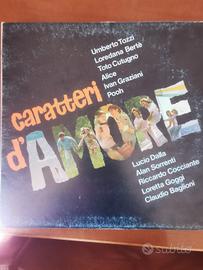 Umberto Tozzi
Loredana Bertè
Toto Cutugno
Alice
Ivan Graziani
Pooh
caratteri
d'AMORE
Lucio Dalla
Alan Sorrenti
Riccardo Cocciante
Loretta Goggi
Claudio Baglioni
subito